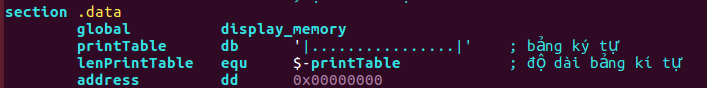 section .data
global display_memory
printTable db '|................|' ; bảng ký tự
lenPrintTable equ $-printTable ; độ dài bảng kí tự
address dd 0x00000000